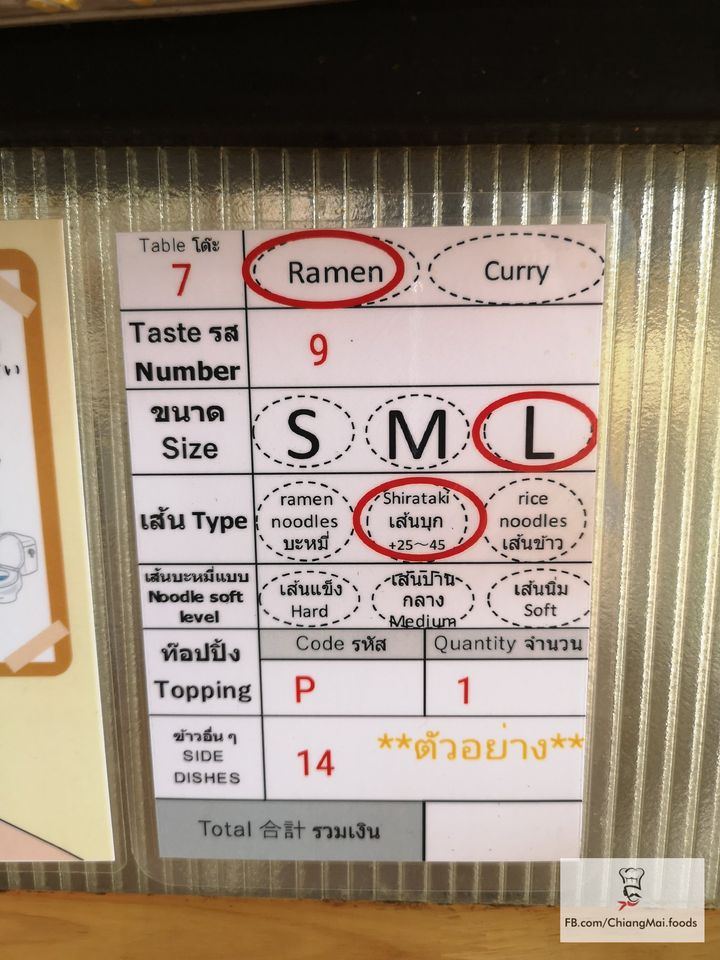 Table โต๊ะ
7
Ramen
Curry
Taste รส
Number
9
ขนาด
Size
S
M
L
เส้น Type
ramen
noodles
บะหมี่
Shirataki
เส้นบุก
+25~45
rice
noodles
เส้นข้าว
เส้นบะหมี่แบบ
Noodle soft
level
เส้นแข็ง
Hard
เส้นปาน
กลาง
Medium
เส้นนิ่ม
Soft
ท๊อปปิ้ง
Topping
Code รหัส
Quantity จำนวน
P
1
ข้าวอื่น ๆ
SIDE
DISHES
14
**ตัวอย่าง**
Total 合計 รวมเงิน
FB.com/ChiangMai.foods